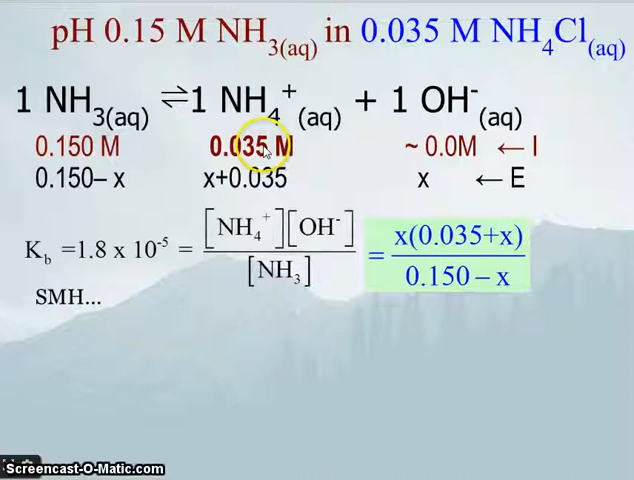 pH 0.15 M NH3(aq) in 0.035 M NH4Cl(aq)
1 NH3(aq) ⇌ 1 NH4+(aq) + 1 OH-(aq)
0.150 M 0.035 M ~ 0.0M ← I
0.150– x x+0.035 x ← E
Kb =1.8 x 10-5 = [NH4+][OH-] / [NH3] = x(0.035+x) / 0.150 – x
SMH...
Screencast-O-Matic.com